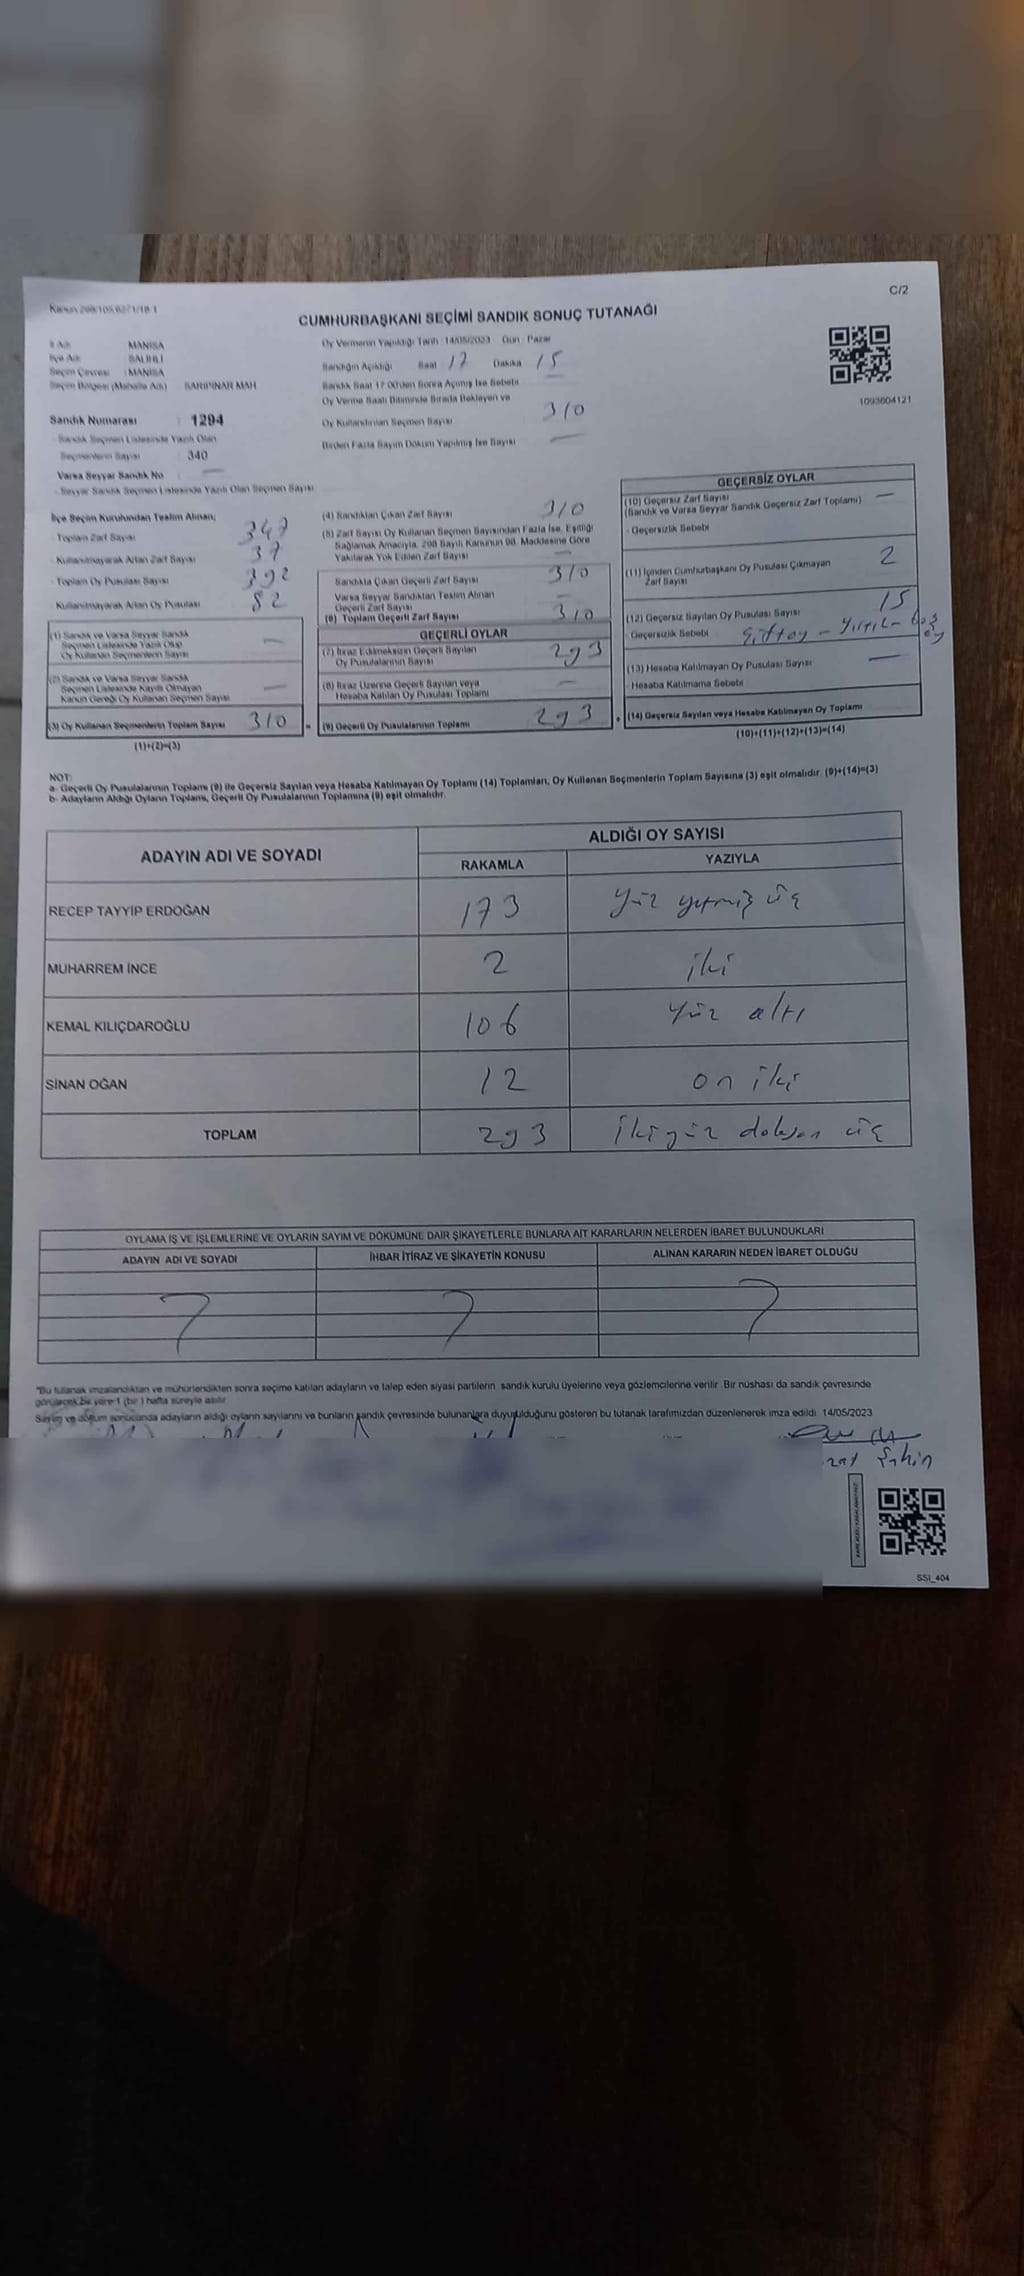 Kanun 298/105,6271/18.1
C/2
CUMHURBAŞKANI SEÇİMİ SANDIK SONUÇ TUTANAĞI
İl Adı : MANİSA
İlçe Adı : SALİHLİ
Seçim Çevresi : MANİSA
Seçim Bölgesi (Mahalle Adı) : SARIPINAR MAH
Sandık Numarası : 1294
- Sandık Seçmen Listesinde Yazılı Olan
Seçmenlerin Sayısı : 340
Varsa Seyyar Sandık No : —
- Seyyar Sandık Seçmen Listesinde Yazılı Olan Seçmen Sayısı
Oy Vermenin Yapıldığı Tarih :14/05/2023 Gün : Pazar
Sandığın Açıldığı Saat 17 Dakika 15
Sandık Saat 17:00'den Sonra Açılmış İse Sebebi —
Oy Verme Saati Bitiminde Sırada Bekleyen ve
Oy Kullandırılan Seçmen Sayısı 310
Birden Fazla Sayım Döküm Yapılmış İse Sayısı —
1093604121
İlçe Seçim Kurulundan Teslim Alınan;
- Toplam Zarf Sayısı 347
- Kullanılmayarak Artan Zarf Sayısı 37
- Toplam Oy Pusulası Sayısı 392
- Kullanılmayarak Artan Oy Pusulası 82
(1) Sandık ve Varsa Seyyar Sandık
Seçmen Listesinde Yazılı Olup
Oy Kullanan Seçmenlerin Sayısı —
(2) Sandık ve Varsa Seyyar Sandık
Seçmen Listesinde Kayıtlı Olmayan
Kanun Gereği Oy Kullanan Seçmen Sayısı —
(3) Oy Kullanan Seçmenlerin Toplam Sayısı 310 =
(1)+(2)=(3)
(4) Sandıktan Çıkan Zarf Sayısı 310
(5) Zarf Sayısı Oy Kullanan Seçmen Sayısından Fazla İse, Eşitliği
Sağlamak Amacıyla, 298 Sayılı Kanunun 98. Maddesine Göre
Yakılarak Yok Edilen Zarf Sayısı —
Sandıkta Çıkan Geçerli Zarf Sayısı 310
Varsa Seyyar Sandıktan Teslim Alınan
Geçerli Zarf Sayısı —
(6) Toplam Geçerli Zarf Sayısı 310
GEÇERLİ OYLAR
(7) İtiraz Edilmeksizin Geçerli Sayılan
Oy Pusulalarının Sayısı 293
(8) İtiraz Üzerine Geçerli Sayılan veya
Hesaba Katılan Oy Pusulası Toplamı —
(9) Geçerli Oy Pusulalarının Toplamı 293 +
GEÇERSİZ OYLAR
(10) Geçersiz Zarf Sayısı —
(Sandık ve Varsa Seyyar Sandık Geçersiz Zarf Toplamı)
- Geçersizlik Sebebi
(11) İçinden Cumhurbaşkanı Oy Pusulası Çıkmayan
Zarf Sayısı 2
(12) Geçersiz Sayılan Oy Pusulası Sayısı 15
- Geçersizlik Sebebi
(13) Hesaba Katılmayan Oy Pusulası Sayısı —
- Hesaba Katılmama Sebebi
(14) Geçersiz Sayılan veya Hesaba Katılmayan Oy Toplamı
(10)+(11)+(12)+(13)=(14)
NOT:
a- Geçerli Oy Pusulalarının Toplamı (9) ile Geçersiz Sayılan veya Hesaba Katılmayan Oy Toplamı (14) Toplamları, Oy Kullanan Seçmenlerin Toplam Sayısına (3) eşit olmalıdır. (9)+(14)=(3)
b- Adayların Aldığı Oyların Toplamı, Geçerli Oy Pusulalarının Toplamına (9) eşit olmalıdır.
ADAYIN ADI VE SOYADI
ALDIĞI OY SAYISI
RAKAMLA YAZIYLA
RECEP TAYYİP ERDOĞAN 173 yüz yetmiş üç
MUHARREM İNCE 2 iki
KEMAL KILIÇDAROĞLU 106 yüz altı
SİNAN OĞAN 12 on iki
TOPLAM 293 ikiyüz doksan üç
OYLAMA İŞ VE İŞLEMLERİNE VE OYLARIN SAYIM VE DÖKÜMÜNE DAİR ŞİKAYETLERLE BUNLARA AİT KARARLARIN NELERDEN İBARET BULUNDUKLARI
ADAYIN ADI VE SOYADI İHBAR İTİRAZ VE ŞİKAYETİN KONUSU ALINAN KARARIN NEDEN İBARET OLDUĞU
"Bu tutanak imzalandıktan ve mühürlendikten sonra seçime katılan adayların ve talep eden siyasi partilerin sandık kurulu üyelerine veya gözlemcilerine verilir. Bir nüshası da sandık çevresinde
görülecek bir yere 1 (bir ) hafta süreyle asılır.
Sayım ve döküm sonucunda adayların aldığı oyların sayılarını ve bunların sandık çevresinde bulunanlara duyurulduğunu gösteren bu tutanak tarafımızdan düzenlenerek imza edildi. 14/05/2023
Şahin
SSİ_404